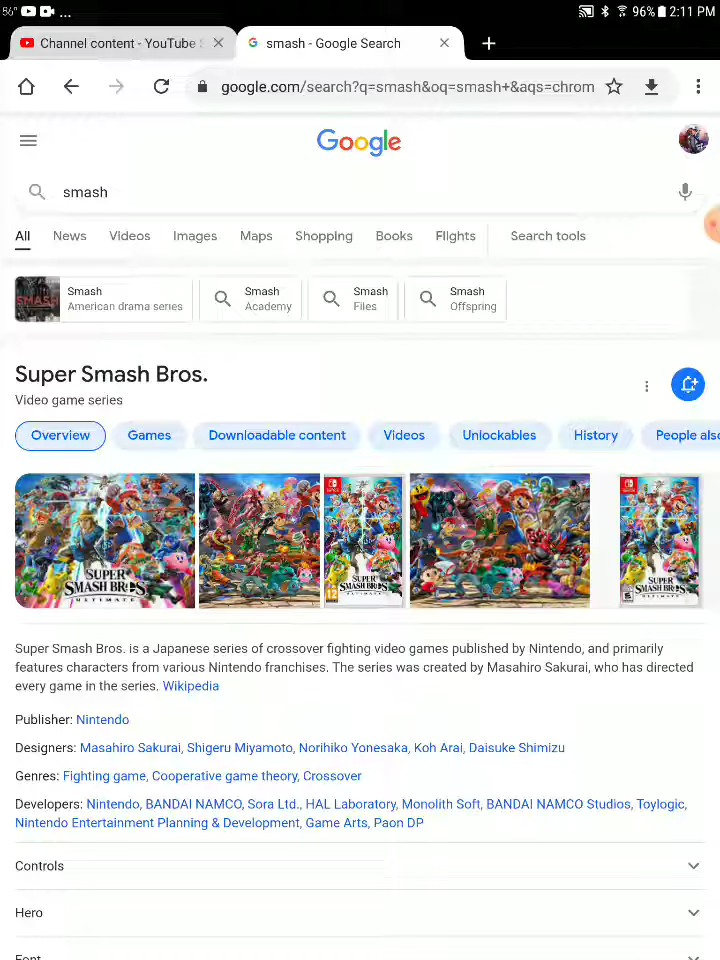 86° ... 96% 2:11 PM
Channel content - YouTube S
smash - Google Search
google.com/search?q=smash&oq=smash+&aqs=chrom
Google
smash
All News Videos Images Maps Shopping Books Flights Search tools
Smash
American drama series
Smash
Academy
Smash
Files
Smash
Offspring
Super Smash Bros.
Video game series
Overview Games Downloadable content Videos Unlockables History People also
SUPER
SMASH BROS.
ULTIMATE
12
SUPER
SMASH BROS.
SUPER
SMASH BROS.
Super Smash Bros. is a Japanese series of crossover fighting video games published by Nintendo, and primarily
features characters from various Nintendo franchises. The series was created by Masahiro Sakurai, who has directed
every game in the series. Wikipedia
Publisher: Nintendo
Designers: Masahiro Sakurai, Shigeru Miyamoto, Norihiko Yonesaka, Koh Arai, Daisuke Shimizu
Genres: Fighting game, Cooperative game theory, Crossover
Developers: Nintendo, BANDAI NAMCO, Sora Ltd., HAL Laboratory, Monolith Soft, BANDAI NAMCO Studios, Toylogic,
Nintendo Entertainment Planning & Development, Game Arts, Paon DP
Controls
Hero
Font